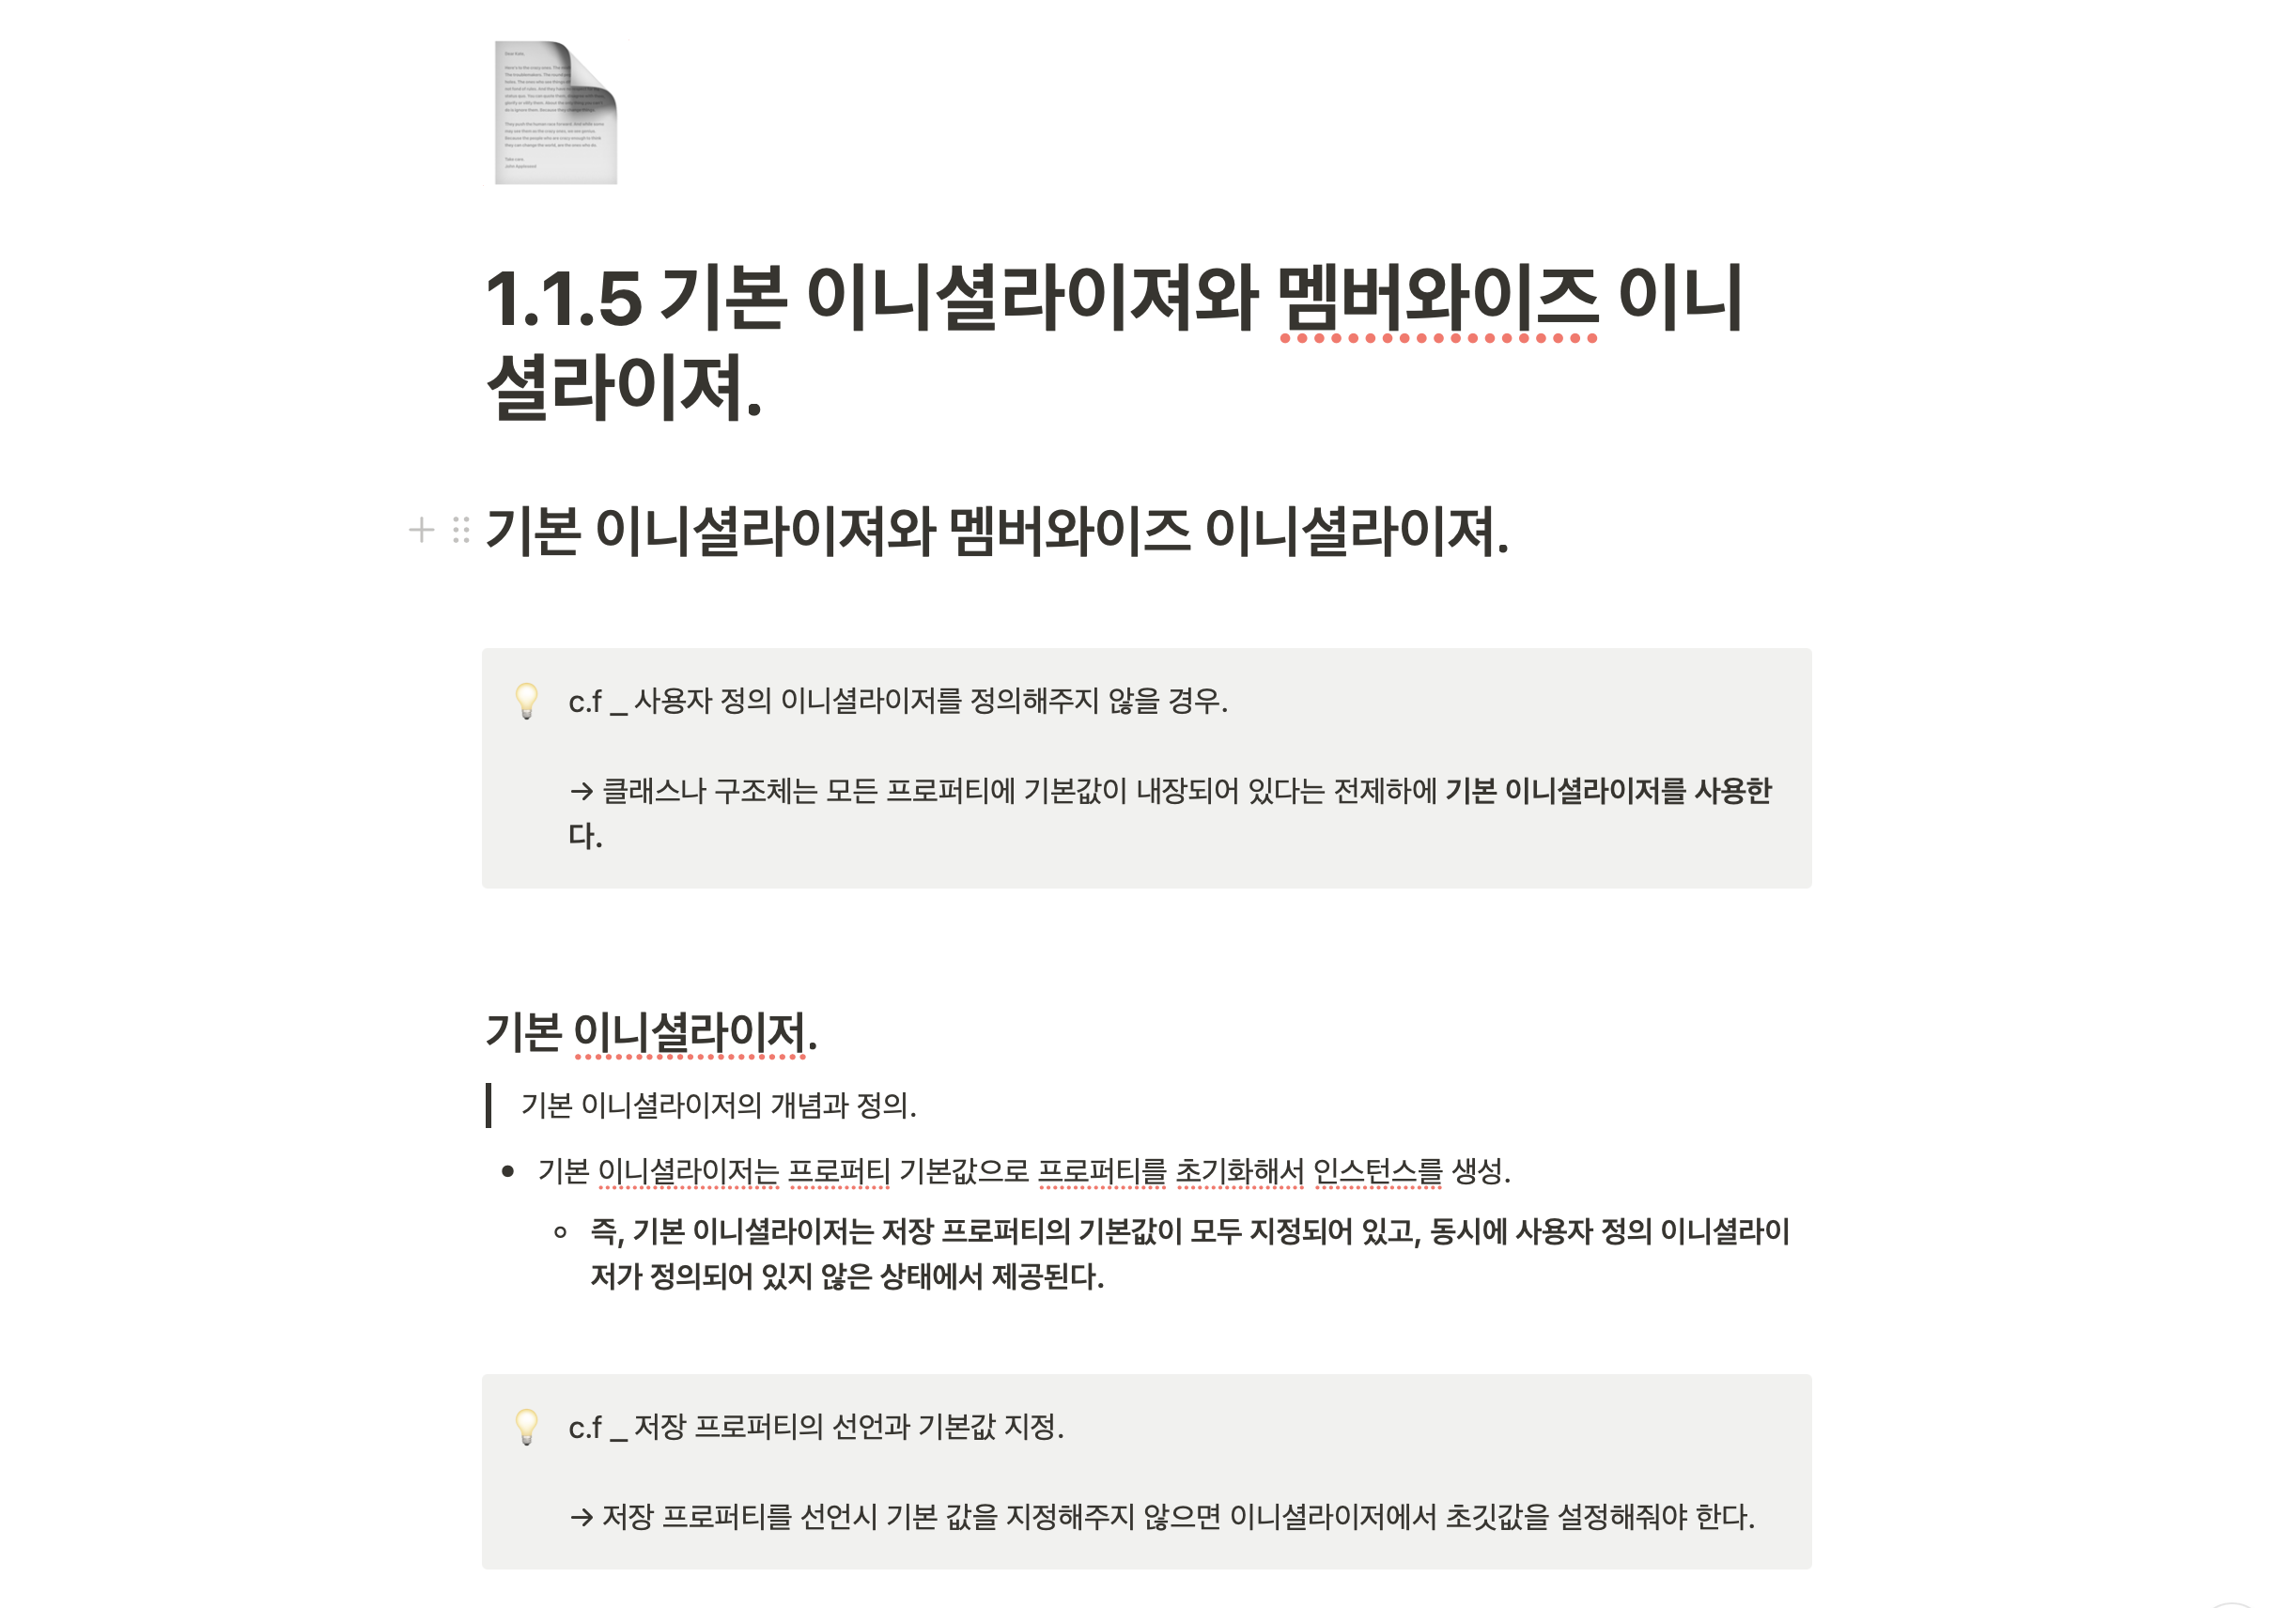 1.1.5 기본 이니셜라이져와 멤버와이즈 이니
셜라이져.
기본 이니셜라이져와 멤버와이즈 이니셜라이져.
c.f _ 사용자 정의 이니셜라이저를 정의해주지 않을 경우.
→ 클래스나 구조체는 모든 프로퍼티에 기본값이 내장되어 있다는 전제하에 기본 이니셜라이저를 사용한
다.
기본 이니셜라이저.
기본 이니셜라이저의 개념과 정의.
• 기본 이니셜라이저는 프로퍼티 기본값으로 프로퍼티를 초기화해서 인스턴스를 생성.
◦ 즉, 기본 이니셜라이저는 저장 프로퍼티의 기본값이 모두 지정되어 있고, 동시에 사용자 정의 이니셜라이
저가 정의되어 있지 않은 상태에서 제공된다.
c.f _ 저장 프로퍼티의 선언과 기본값 지정.
→ 저장 프로퍼티를 선언시 기본 값을 지정해주지 않으면 이니셜라이저에서 초깃값을 설정해줘야 한다.